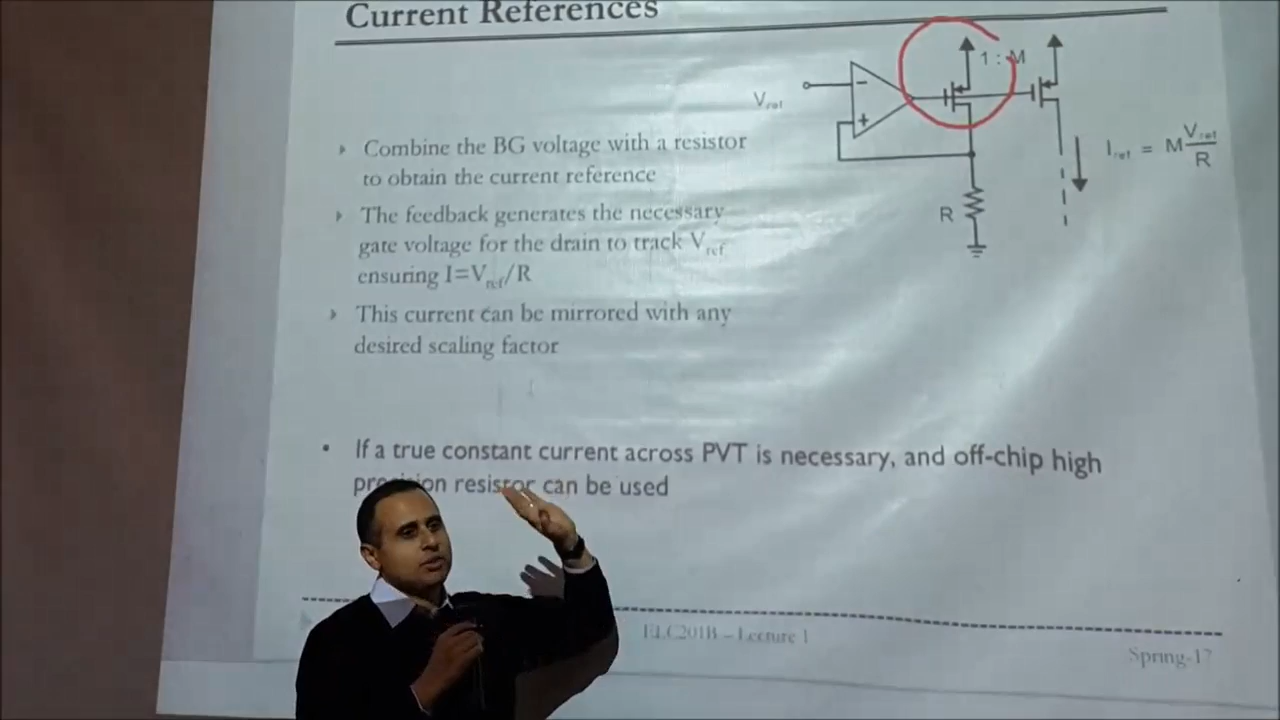 Current References
1 : M
Vref
−
+
Iref = M Vref/R
R
Combine the BG voltage with a resistor
to obtain the current reference
The feedback generates the necessary
gate voltage for the drain to track Vref
ensuring I=Vref/R
This current can be mirrored with any
desired scaling factor
If a true constant current across PVT is necessary, and off-chip high
precision resistor can be used
ELC201B – Lecture 1
Spring-17